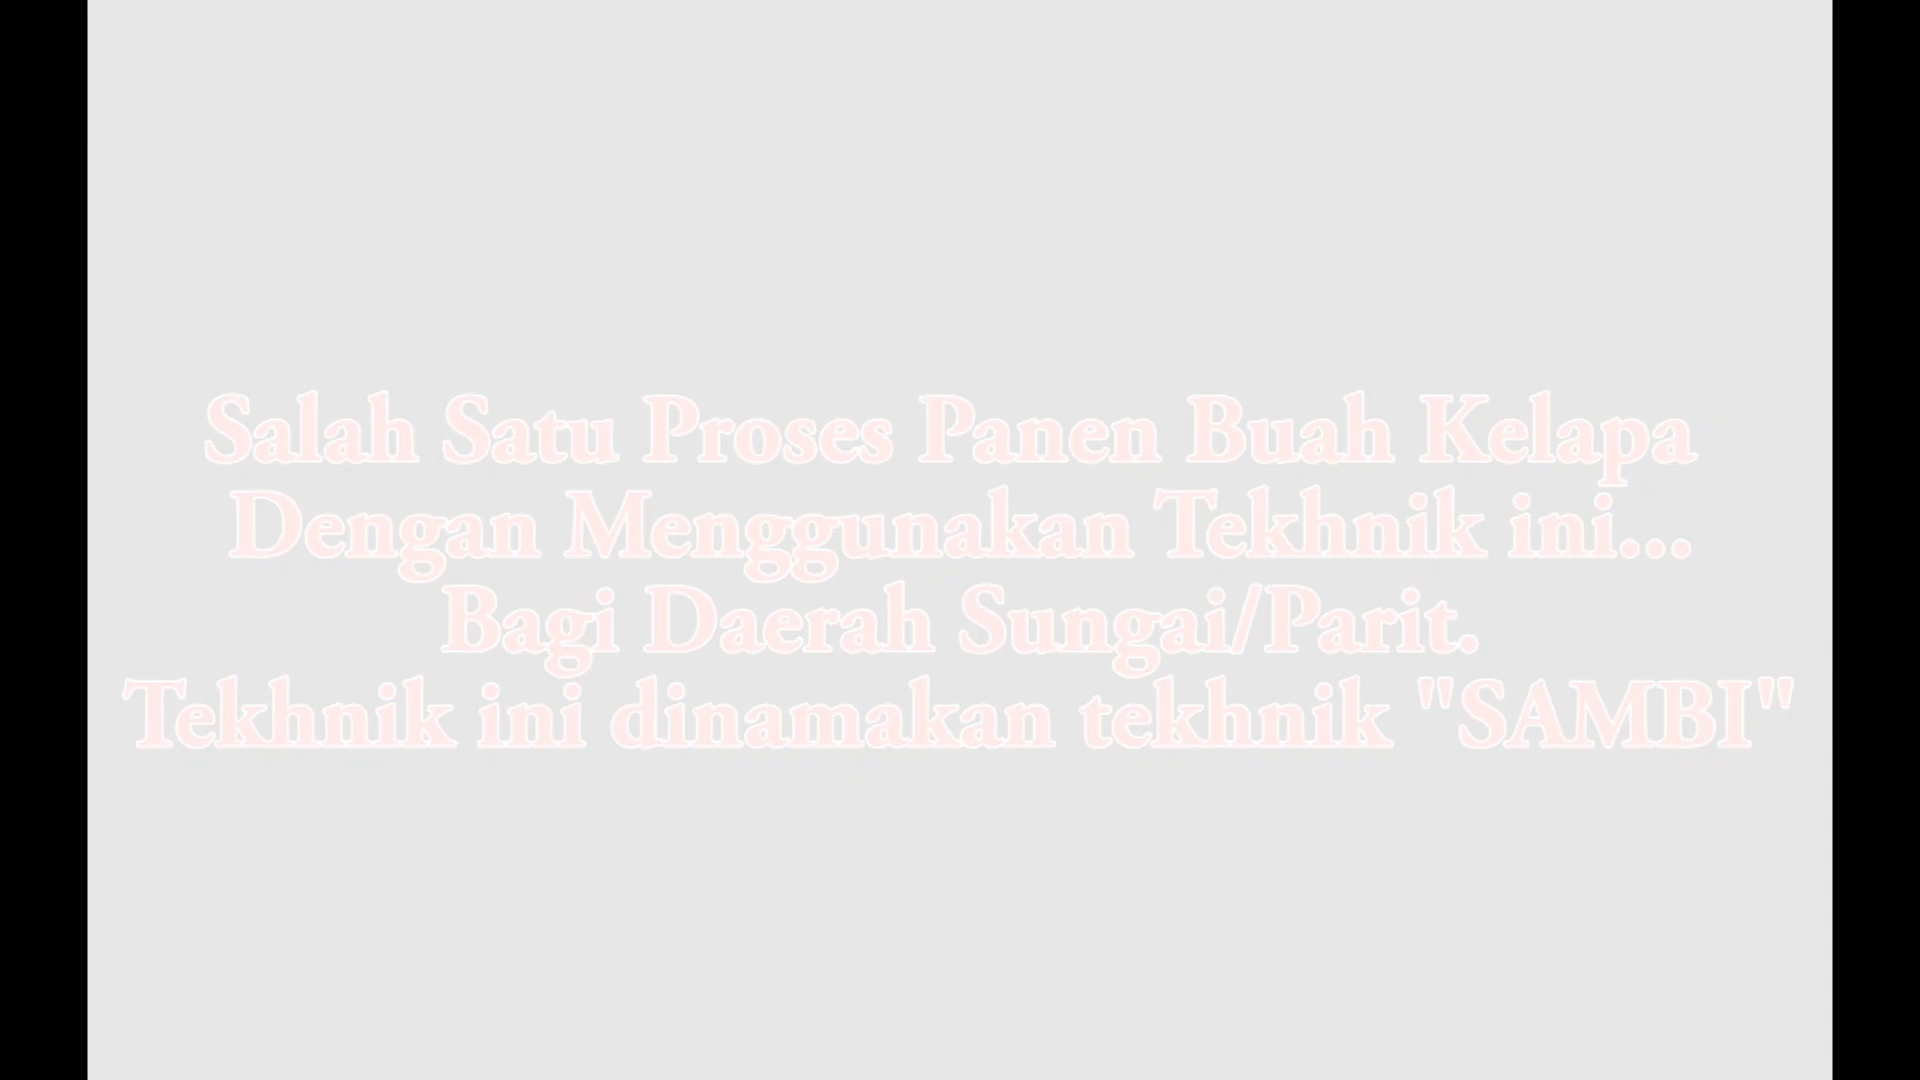 Salah Satu Proses Panen Buah Kelapa
Dengan Menggunakan Tekhnik ini...
Bagi Daerah Sungai/Parit.
Tekhnik ini dinamakan tekhnik "SAMBI"